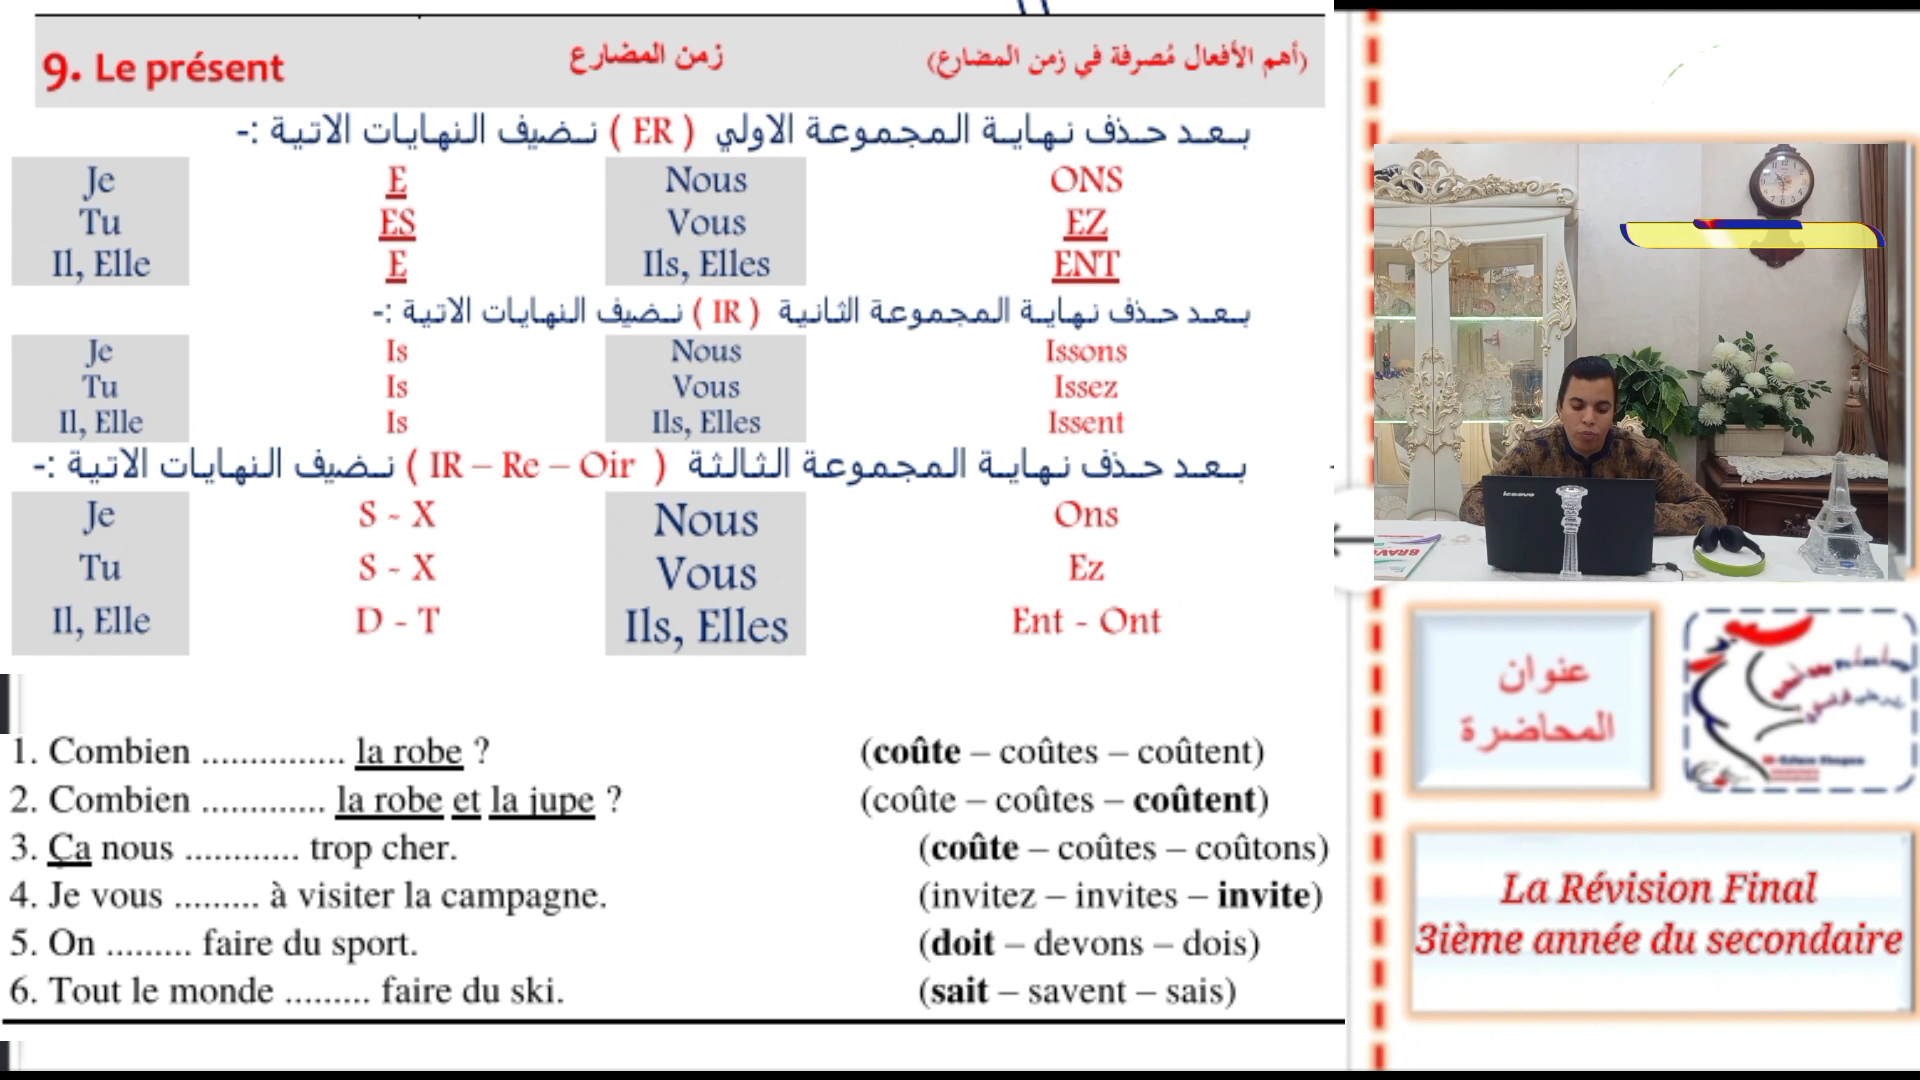 9. Le présent زمن المضارع (أهم الأفعال مُصرفة في زمن المضارع)
بعد حذف نهاية المجموعة الاولي ( ER ) نضيف النهايات الاتية :-
Je E Nous ONS
Tu ES Vous EZ
Il, Elle E Ils, Elles ENT
بعد حذف نهاية المجموعة الثانية ( IR ) نضيف النهايات الاتية :-
Je Is Nous Issons
Tu Is Vous Issez
Il, Elle Is Ils, Elles Issent
بعد حذف نهاية المجموعة الثالثة ( IR – Re – Oir ) نضيف النهايات الاتية :-
Je S - X Nous Ons
Tu S - X Vous Ez
Il, Elle D - T Ils, Elles Ent - Ont
1. Combien ............... la robe ? (coûte – coûtes – coûtent)
2. Combien ............. la robe et la jupe ? (coûte – coûtes – coûtent)
3. Ça nous ............ trop cher. (coûte – coûtes – coûtons)
4. Je vous ......... à visiter la campagne. (invitez – invites – invite)
5. On ......... faire du sport. (doit – devons – dois)
6. Tout le monde ......... faire du ski. (sait – savent – sais)
lenovo
عنوان
المحاضرة
La Révision Final
3ième année du secondaire